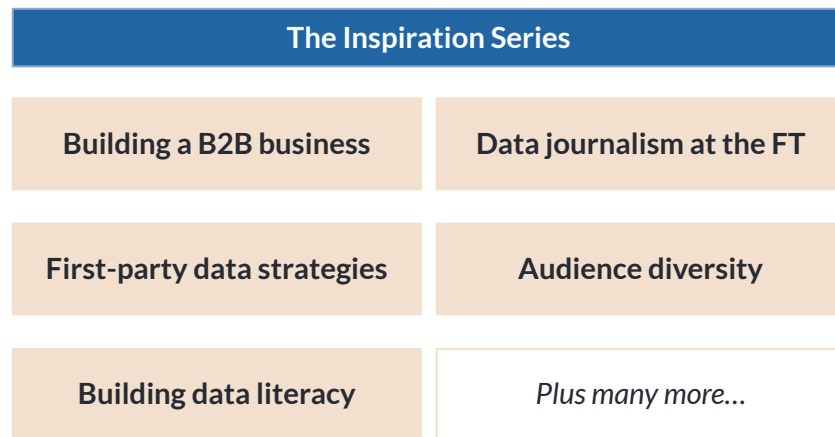 The Inspiration Series
Building a B2B business
Data journalism at the FT
First-party data strategies
Audience diversity
Building data literacy
Plus many more...